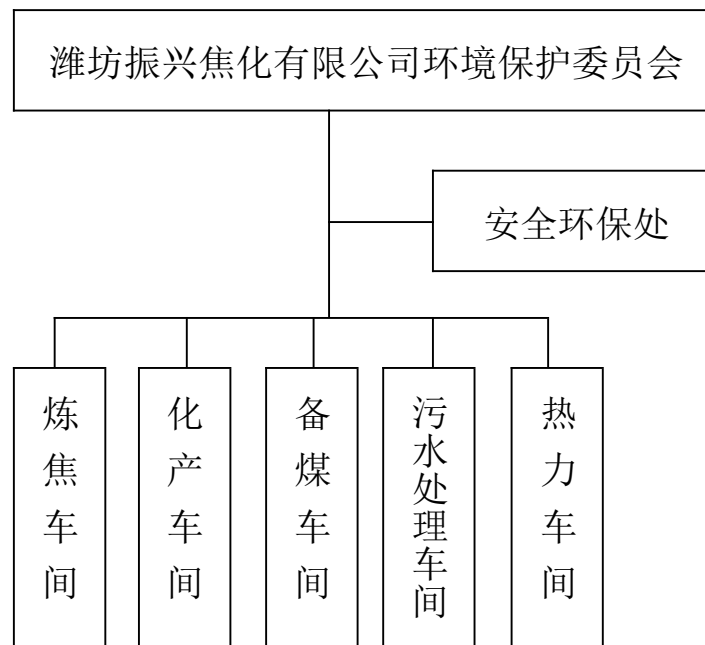 潍坊振兴焦化有限公司环境保护委员会
安全环保处
炼焦车间
化产车间
备煤车间
污水处理车间
热力车间